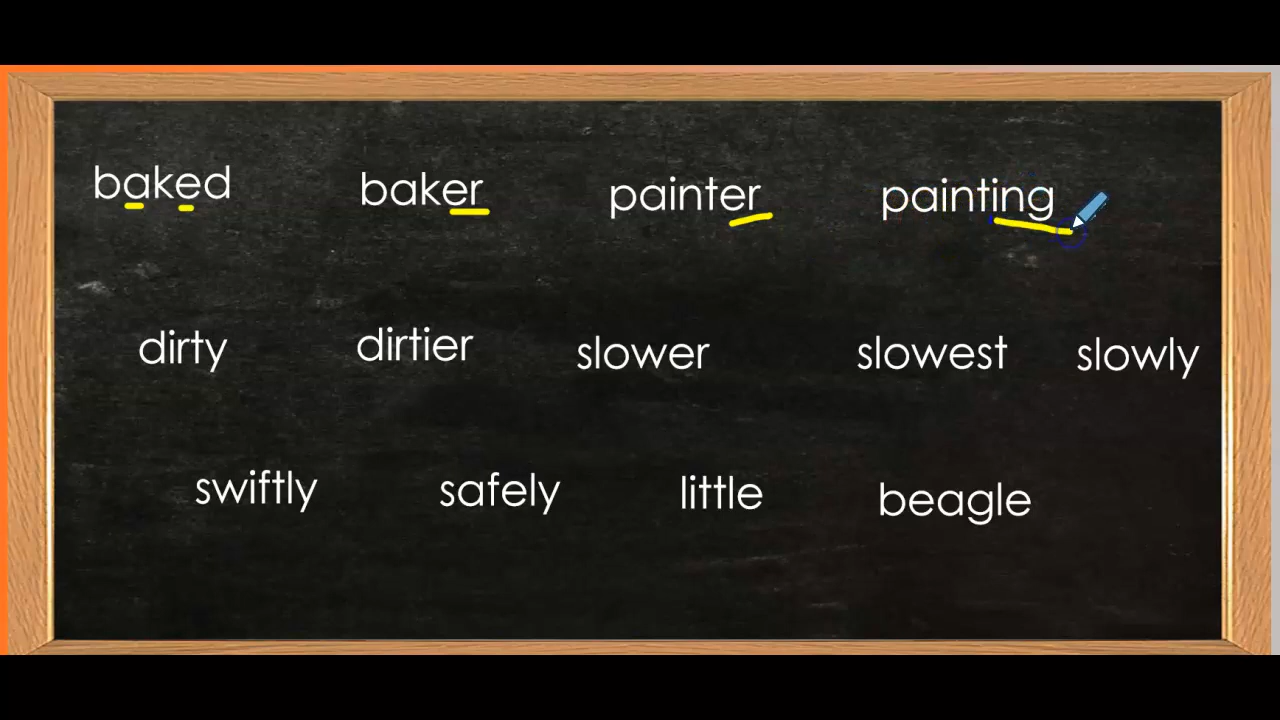 baked baker painter painting
dirty dirtier slower slowest slowly
swiftly safely little beagle